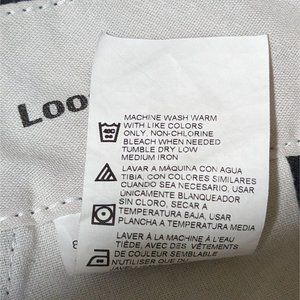 Loo
MACHINE WASH WARM
WITH LIKE COLORS
ONLY, NON-CHLORINE
BLEACH WHEN NEEDED
TUMBLE DRY LOW
MEDIUM IRON
LAVAR A MÁQUINA CON AGUA
TIBIA, CON COLORES SIMILARES
CUANDO SEA NECESARIO, USAR
ÚNICAMENTE BLANQUEADOR
SIN CLORO, SECAR A
TEMPERATURA BAJA, USAR
PLANCHA A TEMPERATURA MEDIA
LAVER À LA MACHINE À L'EAU
TIÈDE, AVEC DES VÊTEMENTS
DE COULEUR SEMBLABLE